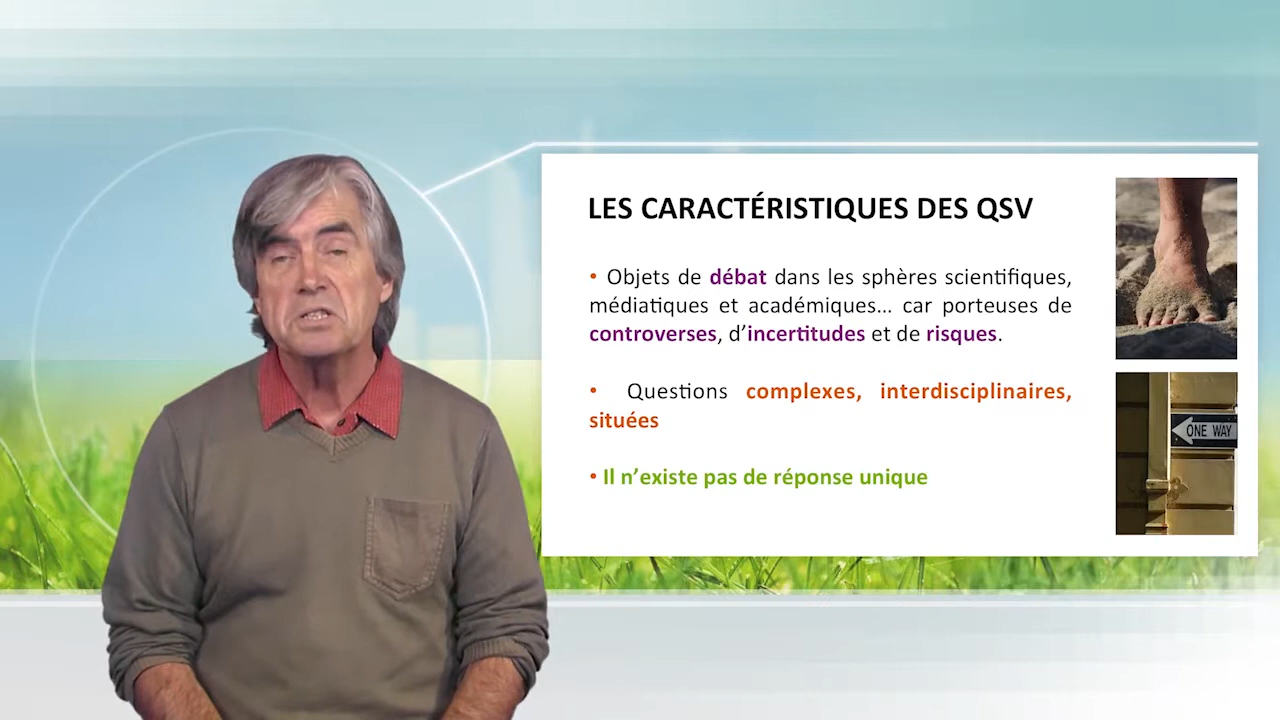 LES CARACTÉRISTIQUES DES QSV
• Objets de débat dans les sphères scientifiques,
médiatiques et académiques... car porteuses de
controverses, d’incertitudes et de risques.
• Questions complexes, interdisciplinaires,
situées
• Il n’existe pas de réponse unique
ONE WAY